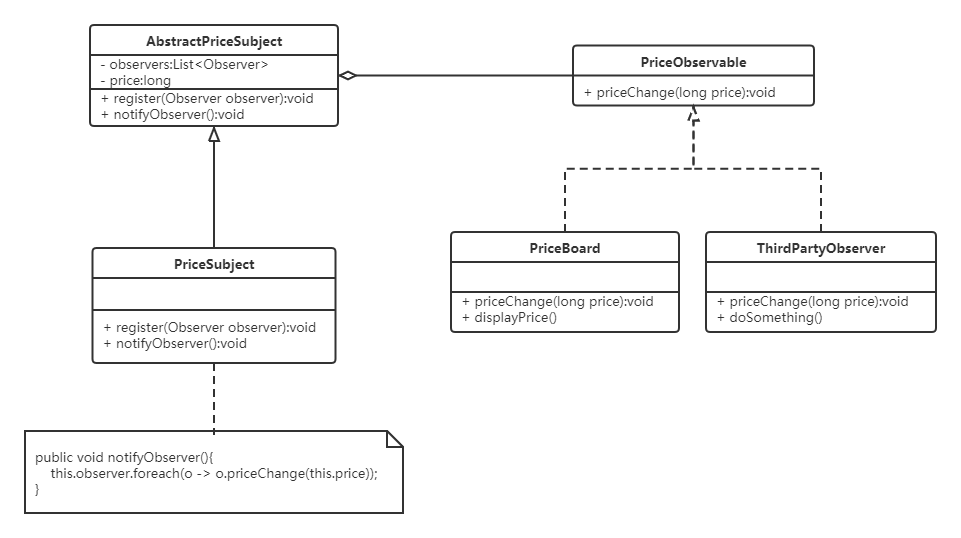 AbstractPriceSubject
- observers:List<Observer>
- price:long
+ register(Observer observer):void
+ notifyObserver():void
PriceObservable
+ priceChange(long price):void
PriceSubject
+ register(Observer observer):void
+ notifyObserver():void
PriceBoard
+ priceChange(long price):void
+ displayPrice()
ThirdPartyObserver
+ priceChange(long price):void
+ doSomething()
public void notifyObserver(){
this.observer.foreach(o -> o.priceChange(this.price));
}